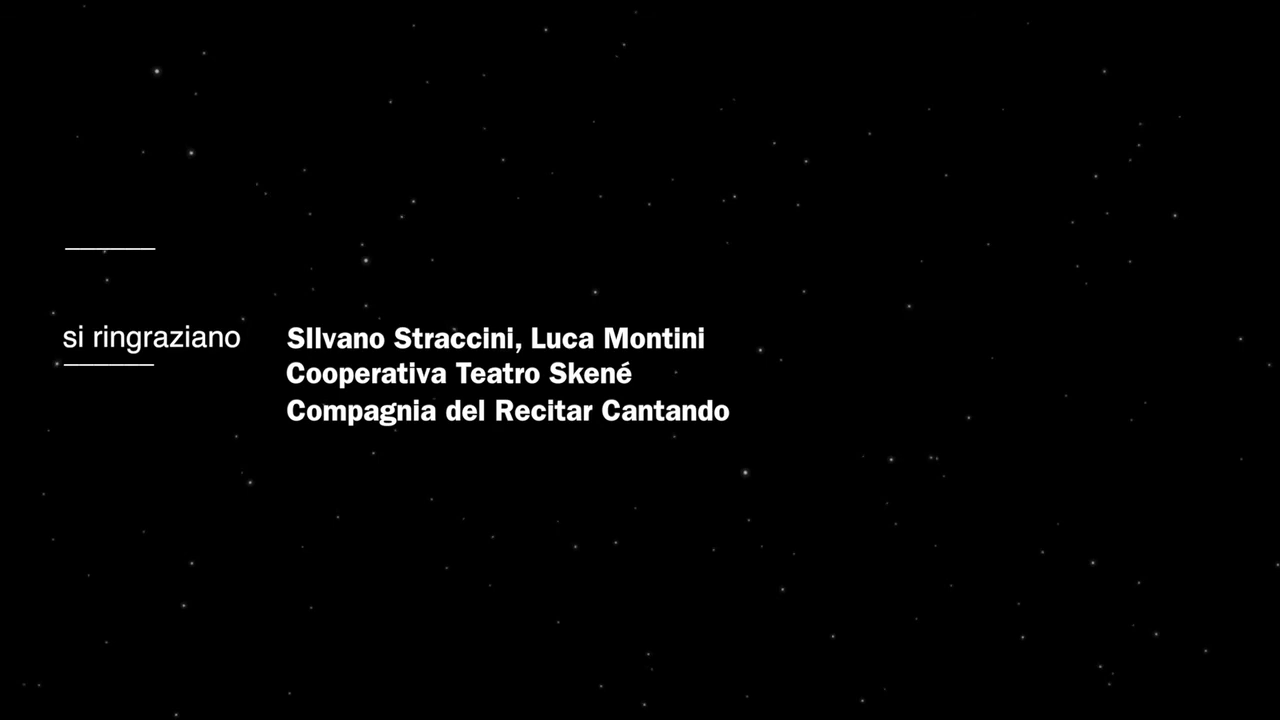 si ringraziano SIlvano Straccini, Luca Montini
Cooperativa Teatro Skené
Compagnia del Recitar Cantando